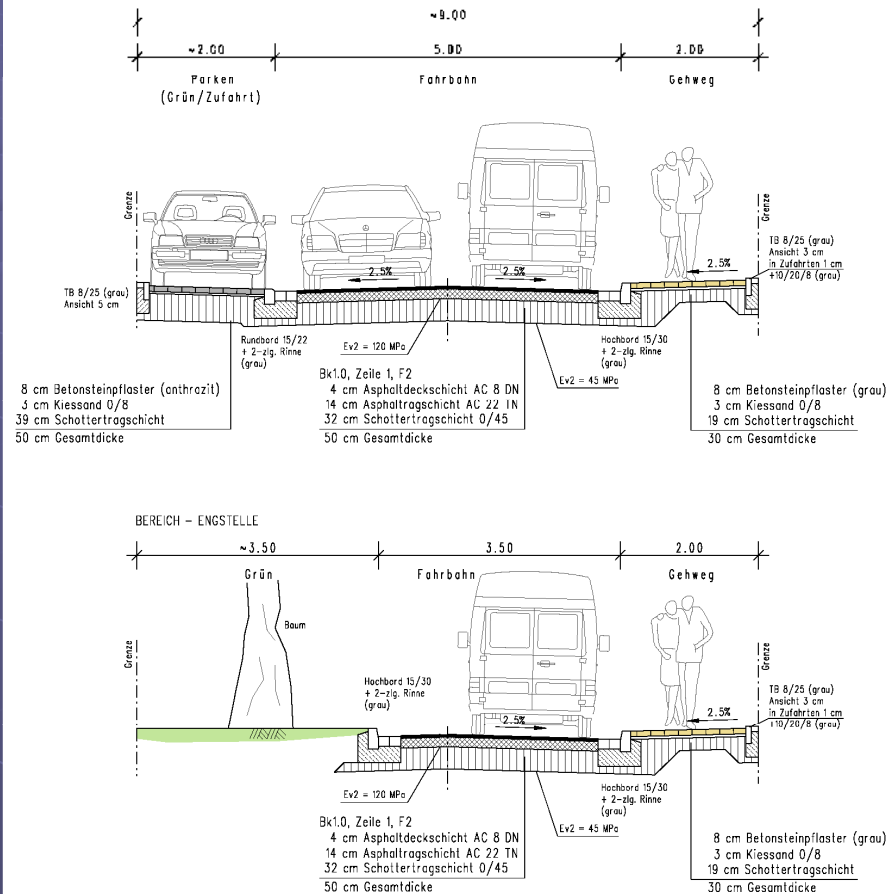 ~9.00
~2.00 5.00 2.00
Parken Fahrbahn Gehweg
(Grün/Zufahrt)
Grenze
Grenze
TB 8/25 (grau)
Ansicht 3 cm
in Zufahrten 1 cm
+10/20/8 (grau)
2.5% 2.5% 2.5%
TB 8/25 (grau)
Ansicht 5 cm
Rundbord 15/22
+ 2-zlg. Rinne
(grau)
Ev2 = 120 MPa
Hochbord 15/30
+ 2-zlg. Rinne
(grau)
Ev2 = 45 MPa
8 cm Betonsteinpflaster (anthrazit)
3 cm Kiessand 0/8
39 cm Schottertragschicht
50 cm Gesamtdicke
Bk1.0, Zeile 1, F2
4 cm Asphaltdeckschicht AC 8 DN
14 cm Asphaltragschicht AC 22 TN
32 cm Schottertragschicht 0/45
50 cm Gesamtdicke
8 cm Betonsteinpflaster (grau)
3 cm Kiessand 0/8
19 cm Schottertragschicht
30 cm Gesamtdicke
BEREICH - ENGSTELLE
~3.50 3.50 2.00
Grün Fahrbahn Gehweg
Baum
Grenze
Grenze
Hochbord 15/30
+ 2-zlg. Rinne
(grau)
TB 8/25 (grau)
Ansicht 3 cm
in Zufahrten 1 cm
+10/20/8 (grau)
2.5% 2.5%
Ev2 = 120 MPa
Hochbord 15/30
+ 2-zlg. Rinne
(grau)
Ev2 = 45 MPa
Bk1.0, Zeile 1, F2
4 cm Asphaltdeckschicht AC 8 DN
14 cm Asphaltragschicht AC 22 TN
32 cm Schottertragschicht 0/45
50 cm Gesamtdicke
8 cm Betonsteinpflaster (grau)
3 cm Kiessand 0/8
19 cm Schottertragschicht
30 cm Gesamtdicke